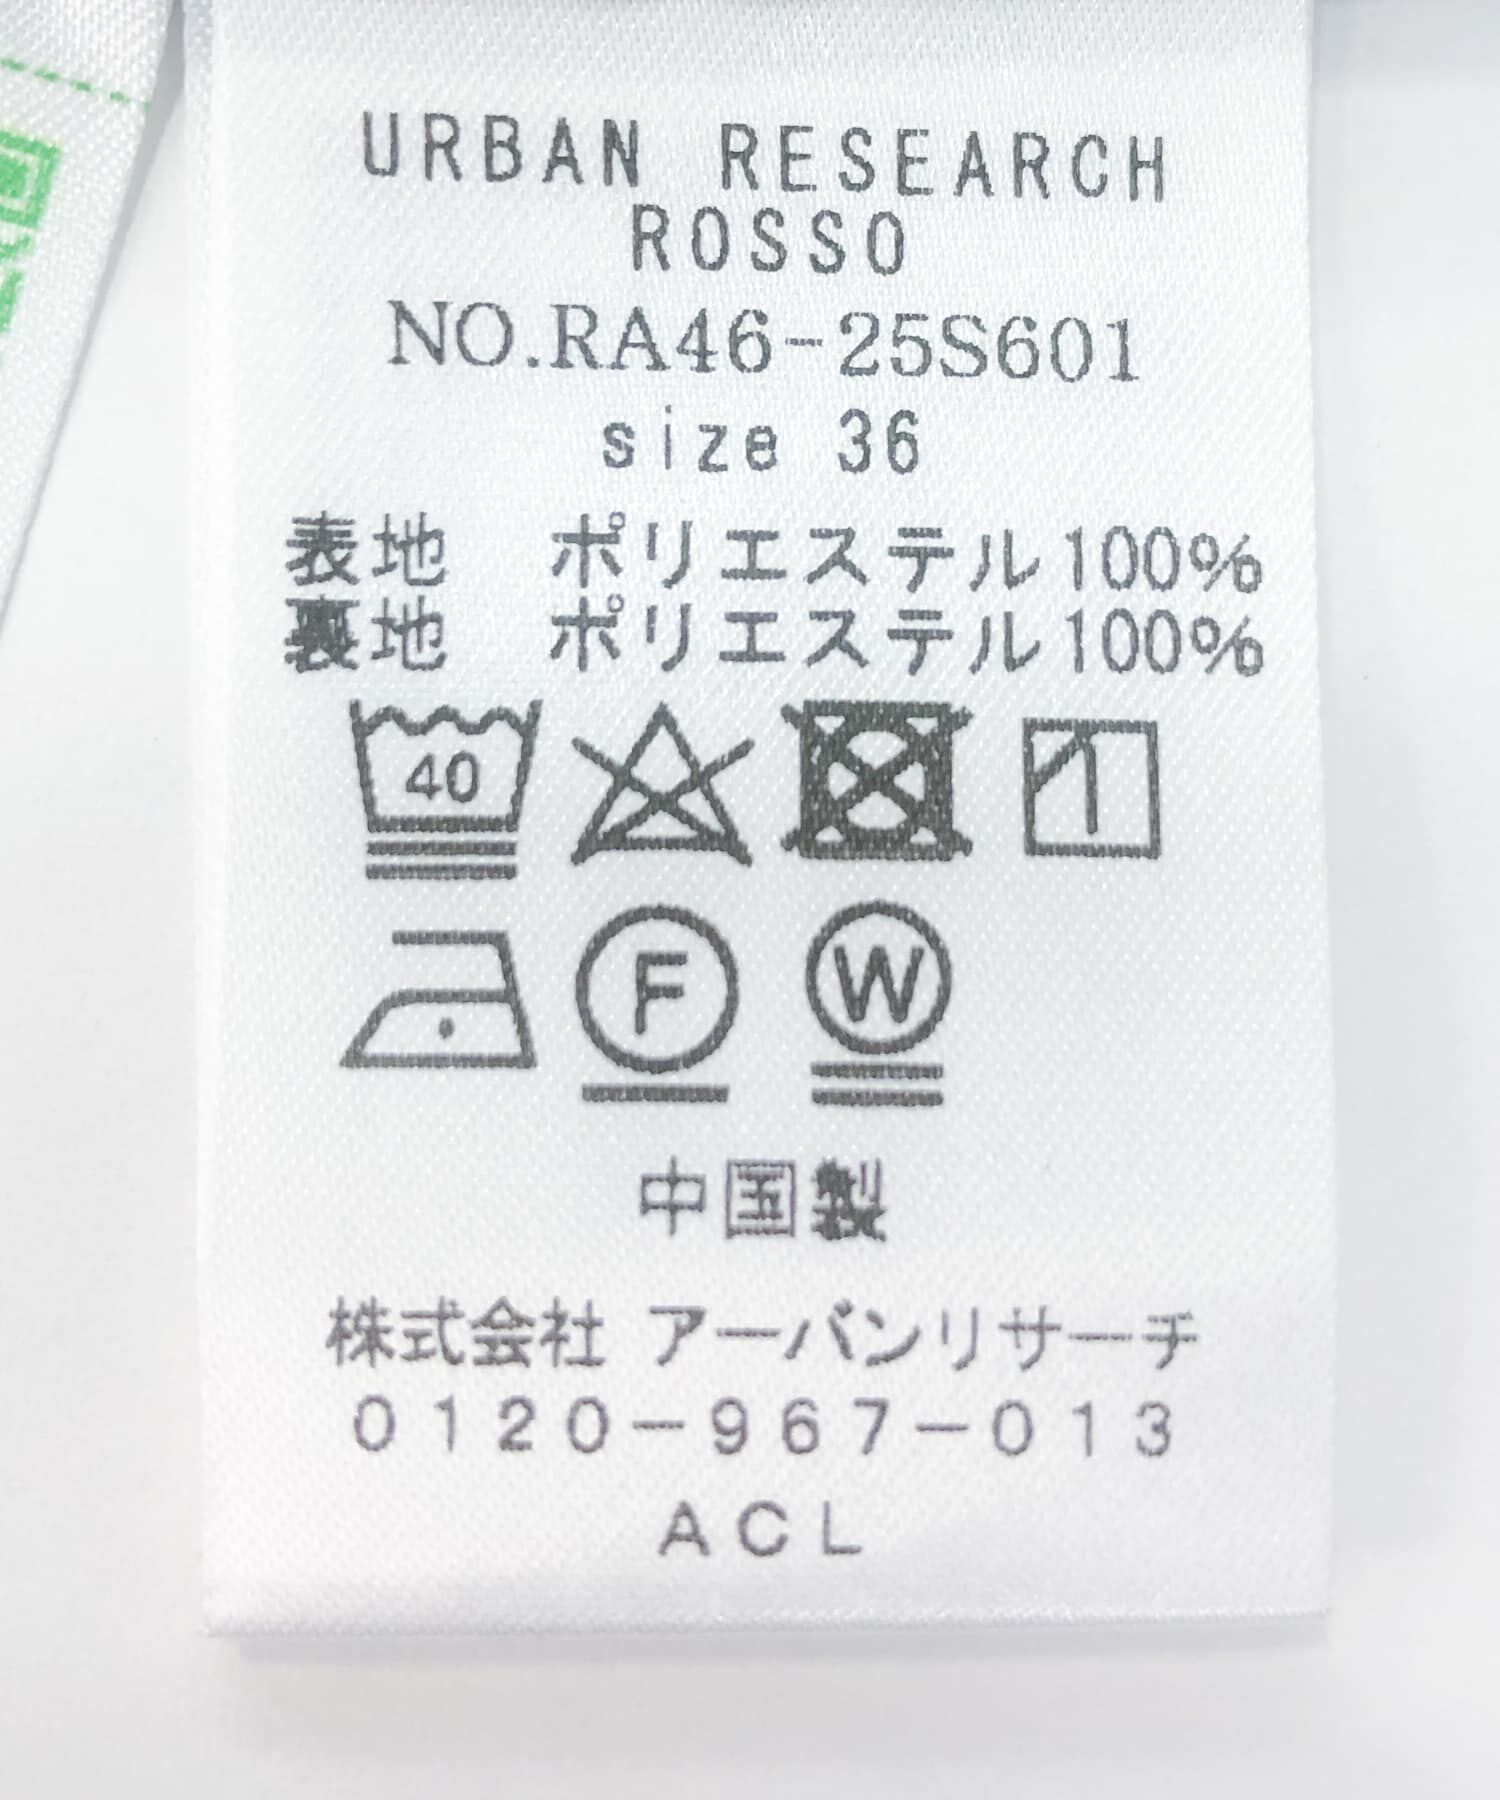 URBAN RESEARCH
ROSSO
NO.RA46-25S601
size 36
表地 ポリエステル100%
裏地 ポリエステル100%
40
F
W
中国製
株式会社 アーバンリサーチ
0120-967-013
ACL